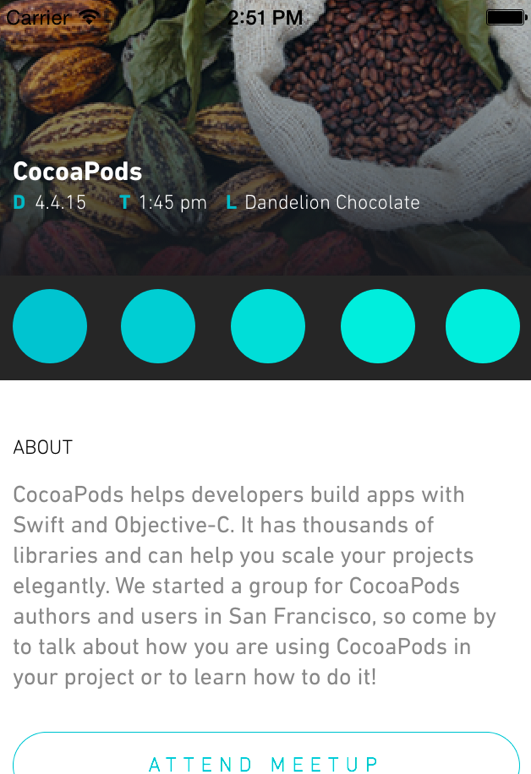 Carrier 2:51 PM
CocoaPods
D 4.4.15 T 1:45 pm L Dandelion Chocolate
ABOUT
CocoaPods helps developers build apps with
Swift and Objective-C. It has thousands of
libraries and can help you scale your projects
elegantly. We started a group for CocoaPods
authors and users in San Francisco, so come by
to talk about how you are using CocoaPods in
your project or to learn how to do it!
ATTEND MEETUP